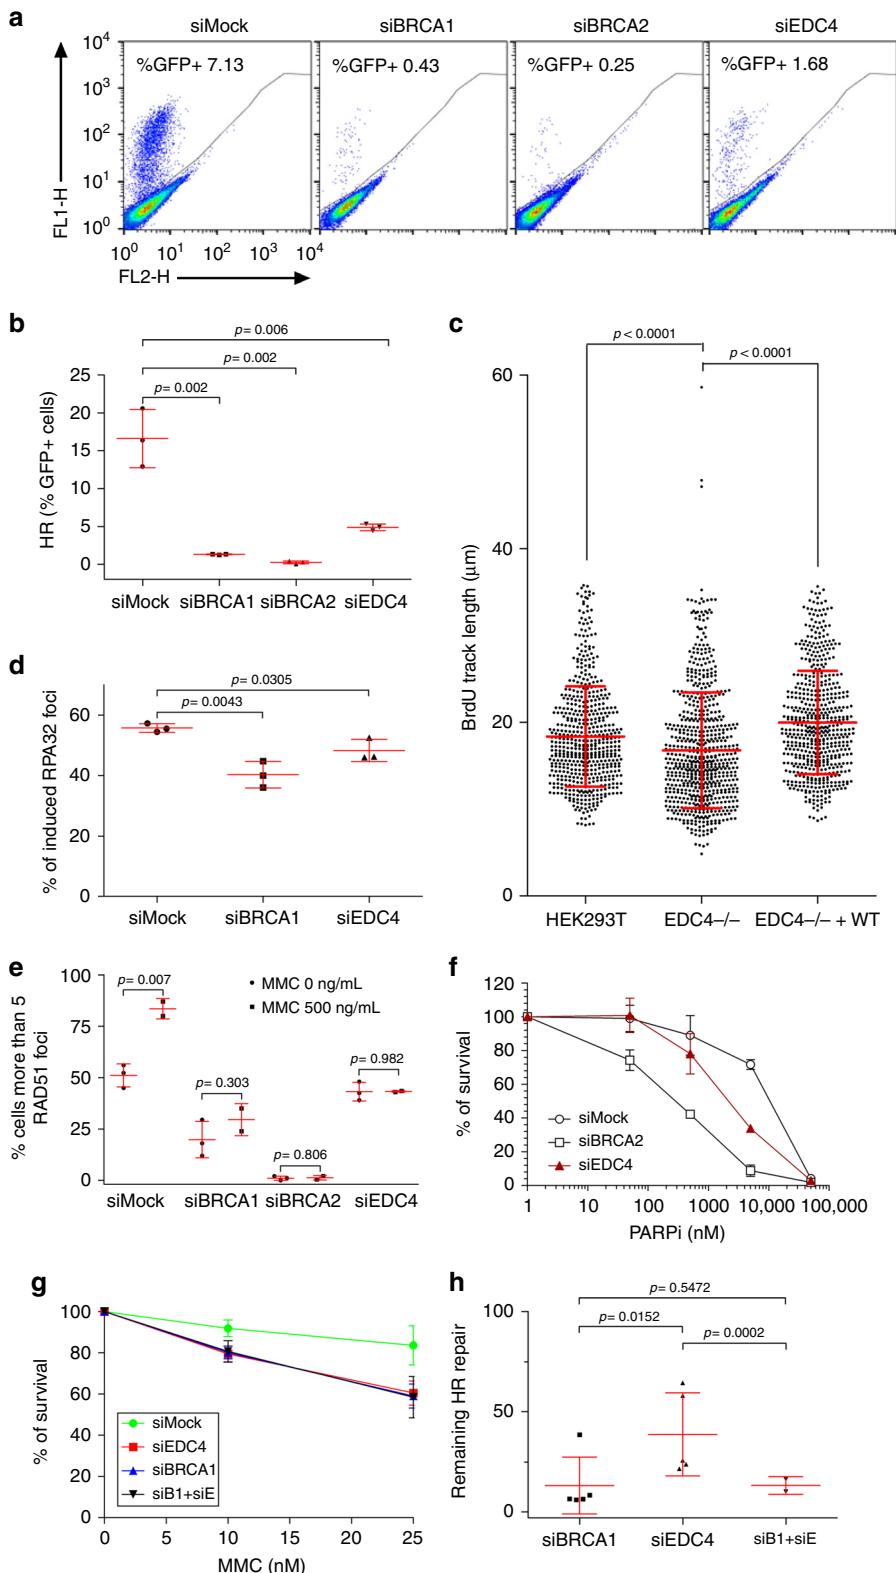 a
siMock siBRCA1 siBRCA2 siEDC4
10^4
10^3
10^2
10^1
10^0
%GFP+ 7.13 %GFP+ 0.43 %GFP+ 0.25 %GFP+ 1.68
FL1-H
10^0 10^1 10^2 10^3 10^4
FL2-H
b
p= 0.006
p= 0.002
p= 0.002
25
20
15
10
5
0
HR (% GFP+ cells)
siMock siBRCA1 siBRCA2 siEDC4
c
p < 0.0001
p < 0.0001
60
40
20
0
BrdU track length (μm)
HEK293T EDC4−/− EDC4−/− + WT
d
p= 0.0305
p= 0.0043
60
40
20
0
% of induced RPA32 foci
siMock siBRCA1 siEDC4
e
100
75
50
25
0
% cells more than 5
RAD51 foci
MMC 0 ng/mL
MMC 500 ng/mL
p= 0.007
p= 0.303
p= 0.806
p= 0.982
siMock siBRCA1 siBRCA2 siEDC4
f
120
100
80
60
40
20
0
% of survival
siMock
siBRCA2
siEDC4
1 10 100 1000 10,000 100,000
PARPi (nM)
g
100
80
60
40
20
0
% of survival
siMock
siEDC4
siBRCA1
siB1+siE
0 5 10 15 20 25
MMC (nM)
h
p= 0.5472
p= 0.0152
p= 0.0002
100
50
0
Remaining HR repair
siBRCA1 siEDC4 siB1+siE